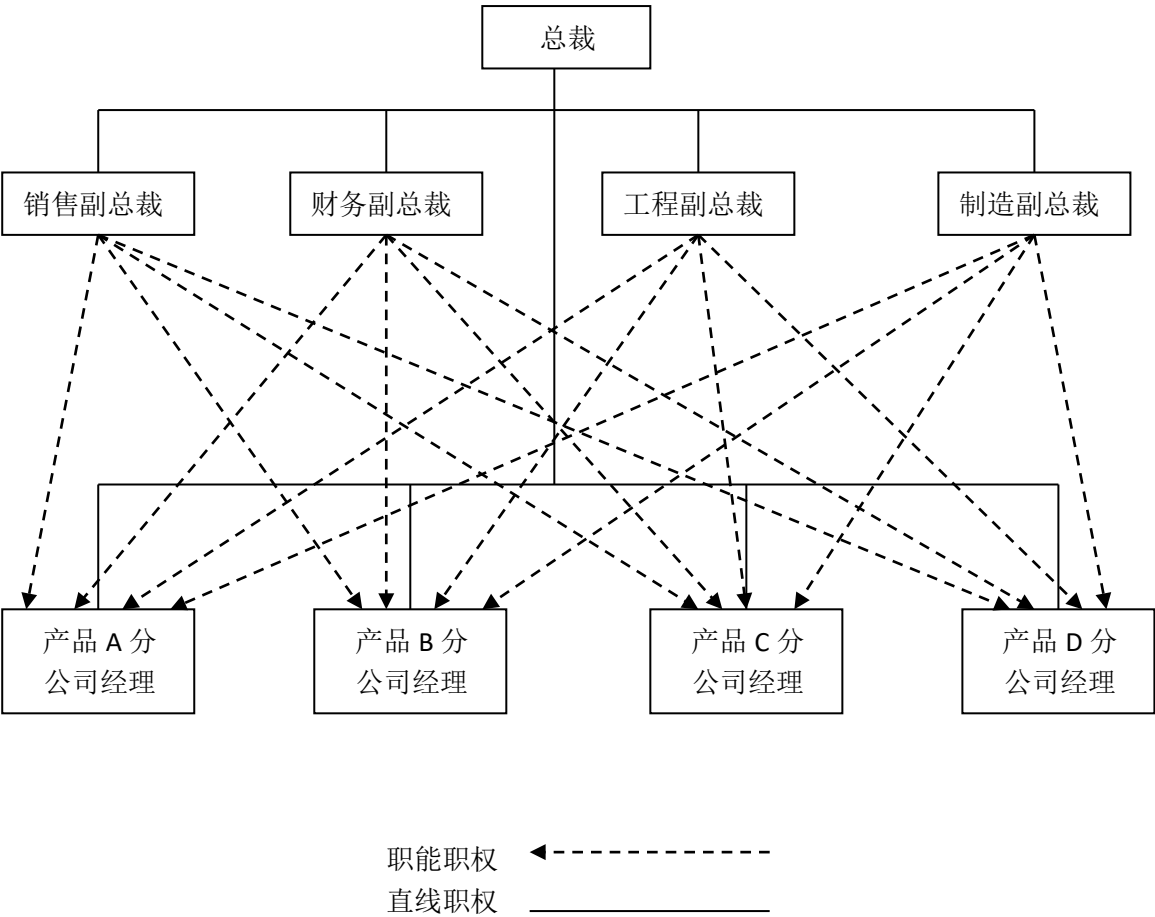 总裁
销售副总裁
财务副总裁
工程副总裁
制造副总裁
产品 A 分
公司经理
产品 B 分
公司经理
产品 C 分
公司经理
产品 D 分
公司经理
职能职权
直线职权